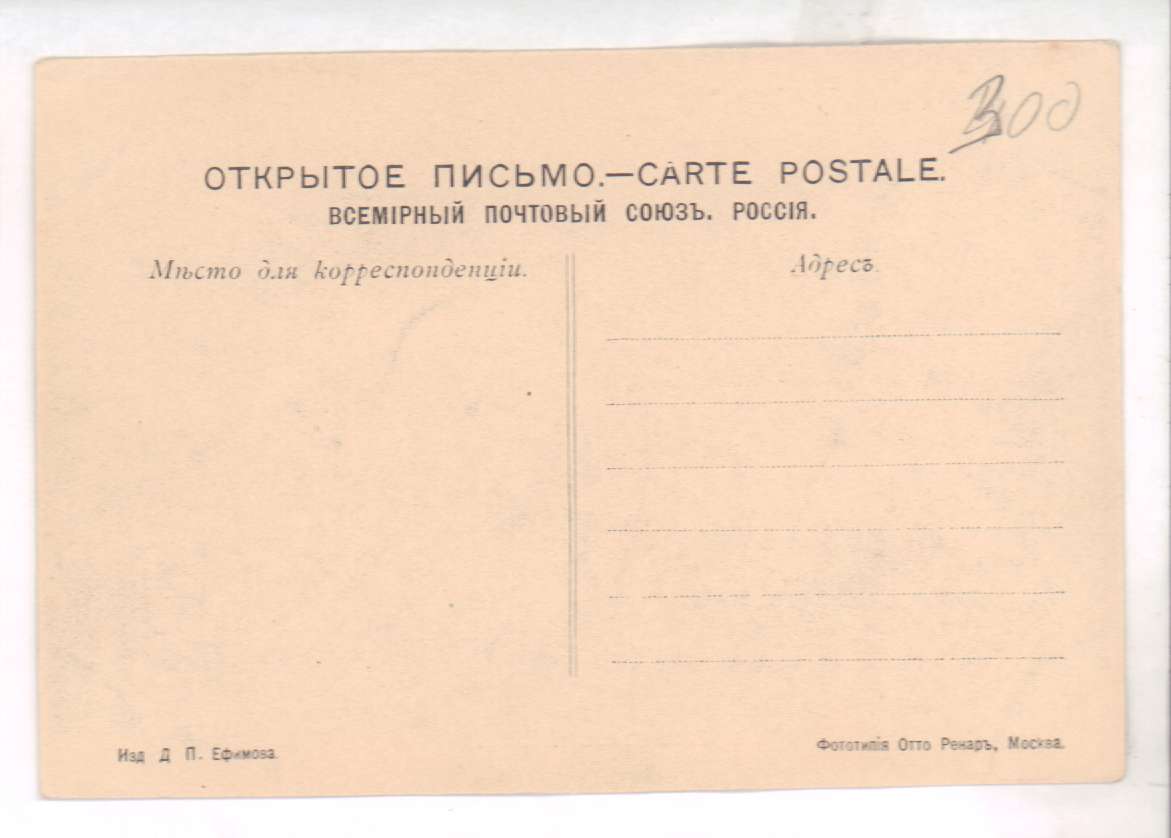 ОТКРЫТОЕ ПИСЬМО.—CARTE POSTALE.
ВСЕМІРНЫЙ ПОЧТОВЫЙ СОЮЗЪ. РОССІЯ.
Мѣсто для корреспонденціи.
Адресъ.
Изд Д П. Ефимова.
Фототипія Отто Ренаръ, Москва.